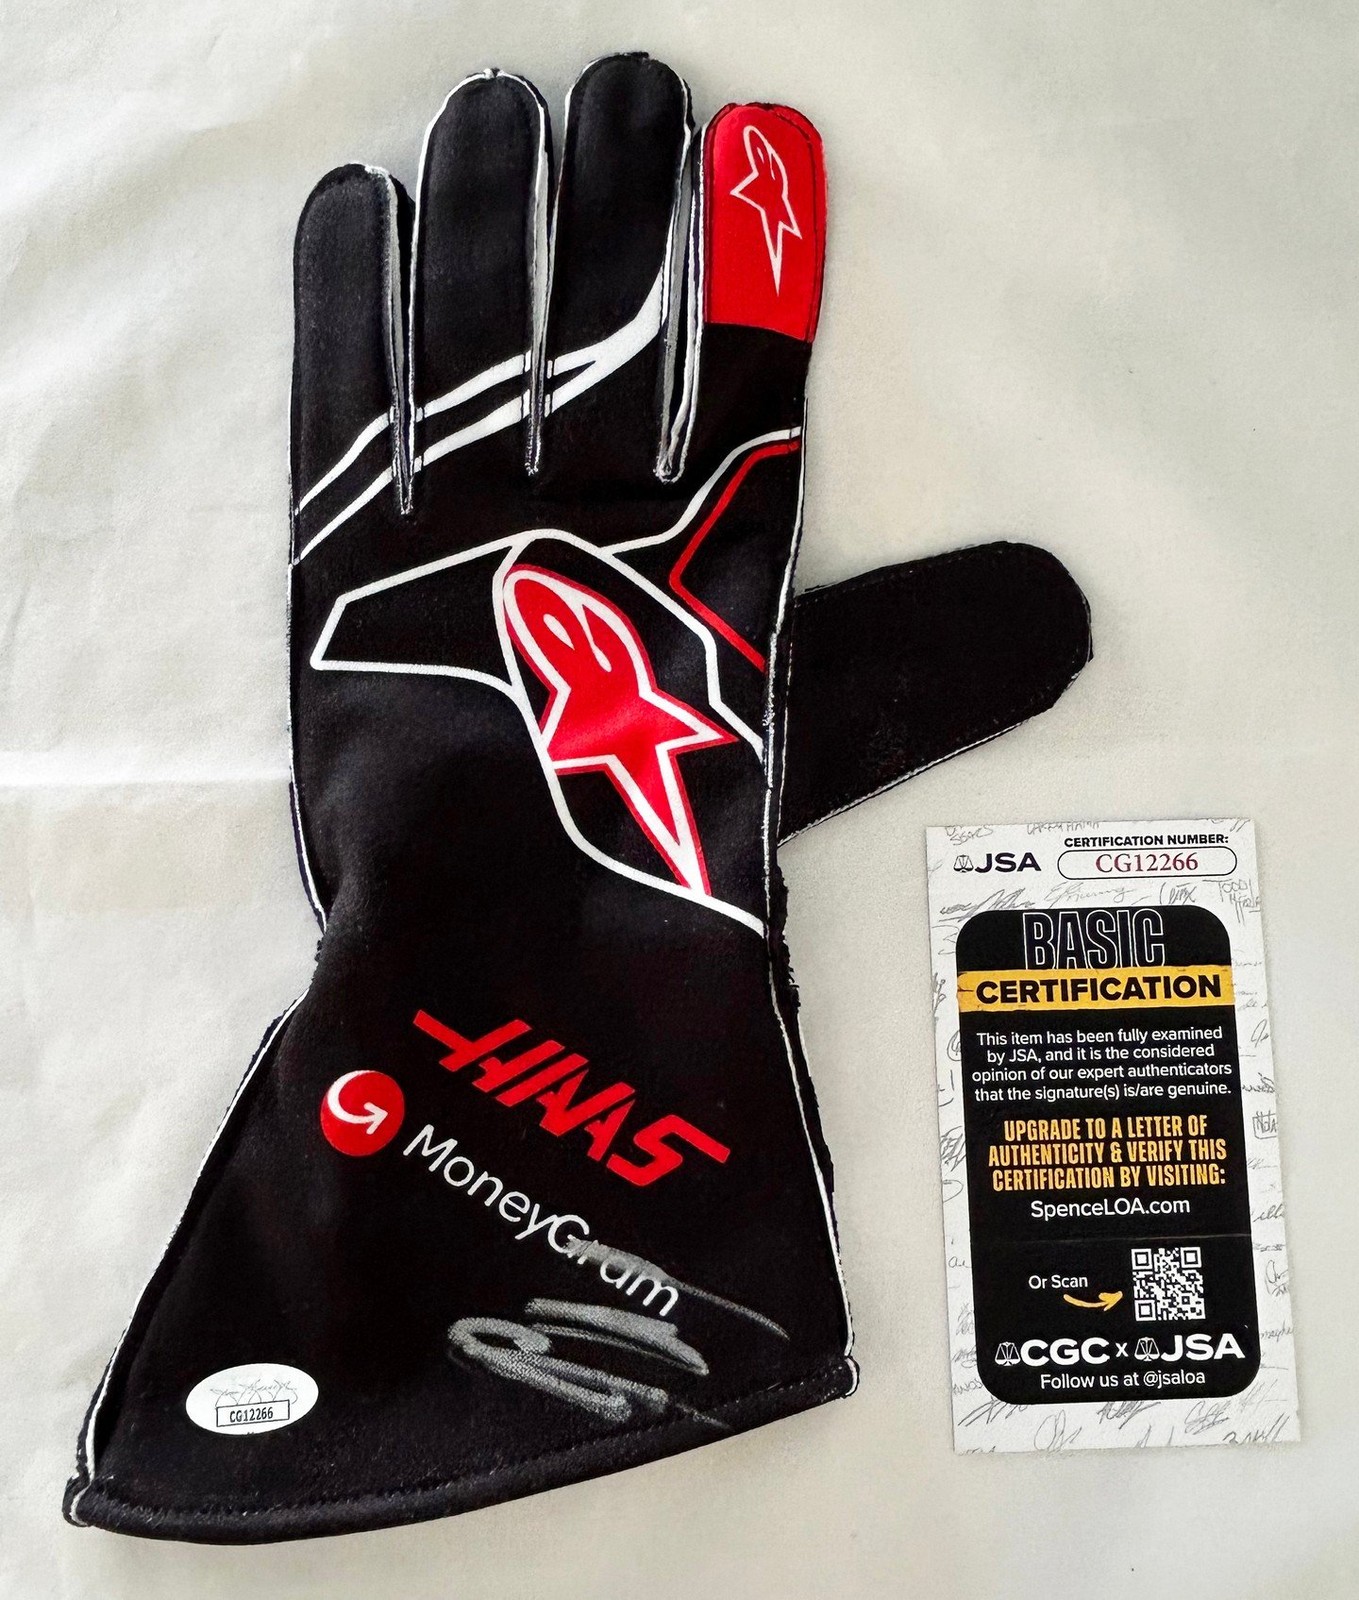 HAAS
MoneyGram
CG12266
JSA
CERTIFICATION NUMBER:
CG12266
BASIC
CERTIFICATION
This item has been fully examined
by JSA, and it is the considered
opinion of our expert authenticators
that the signature(s) is/are genuine.
UPGRADE TO A LETTER OF
AUTHENTICITY & VERIFY THIS
CERTIFICATION BY VISITING:
SpenceLOA.com
Or Scan
CGC x JSA
Follow us at @jsaloa